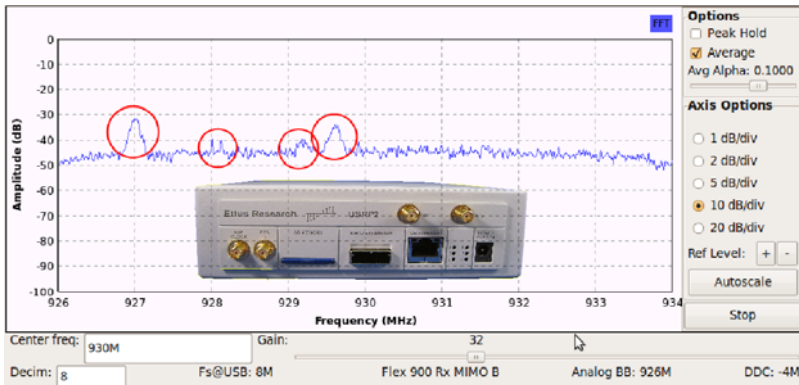 FFT
Options
Peak Hold
Average
Avg Alpha: 0.1000
Axis Options
1 dB/div
2 dB/div
5 dB/div
10 dB/div
20 dB/div
Ref Level: + -
Autoscale
Stop
Amplitude (dB)
0
-10
-20
-30
-40
-50
-60
-70
-80
-90
-100
926 927 928 929 930 931 932 933 934
Frequency (MHz)
Ettus Research USRP2
Center freq: 930M Gain: 32
Decim: 8 Fs@USB: 8M Flex 900 Rx MIMO B Analog BB: 926M DDC: -4M